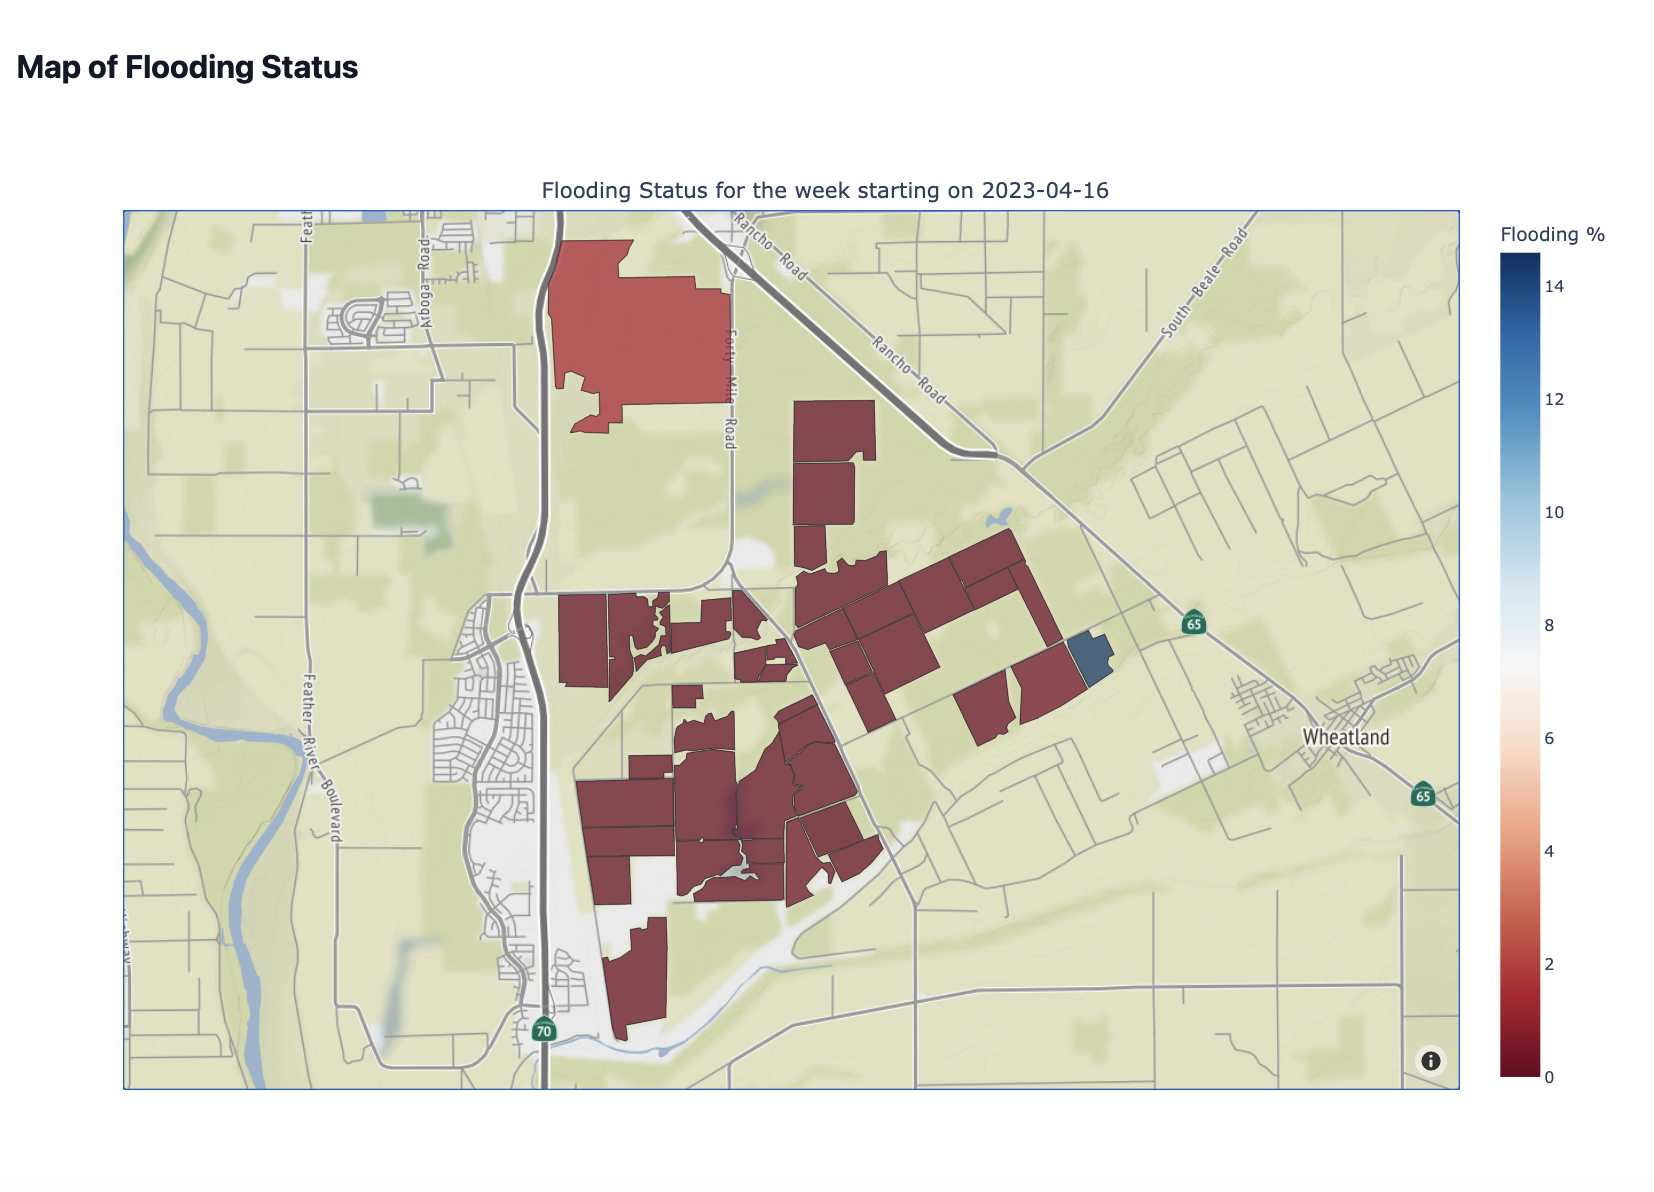 Map of Flooding Status
Flooding Status for the week starting on 2023-04-16
Flooding %
14
12
10
8
6
4
2
0
Feat
Arboga Road
Rancho Road
Rancho Road
South Beale Road
Forty Mile Road
65
Feather River Boulevard
Wheatland
65
hway
70
i